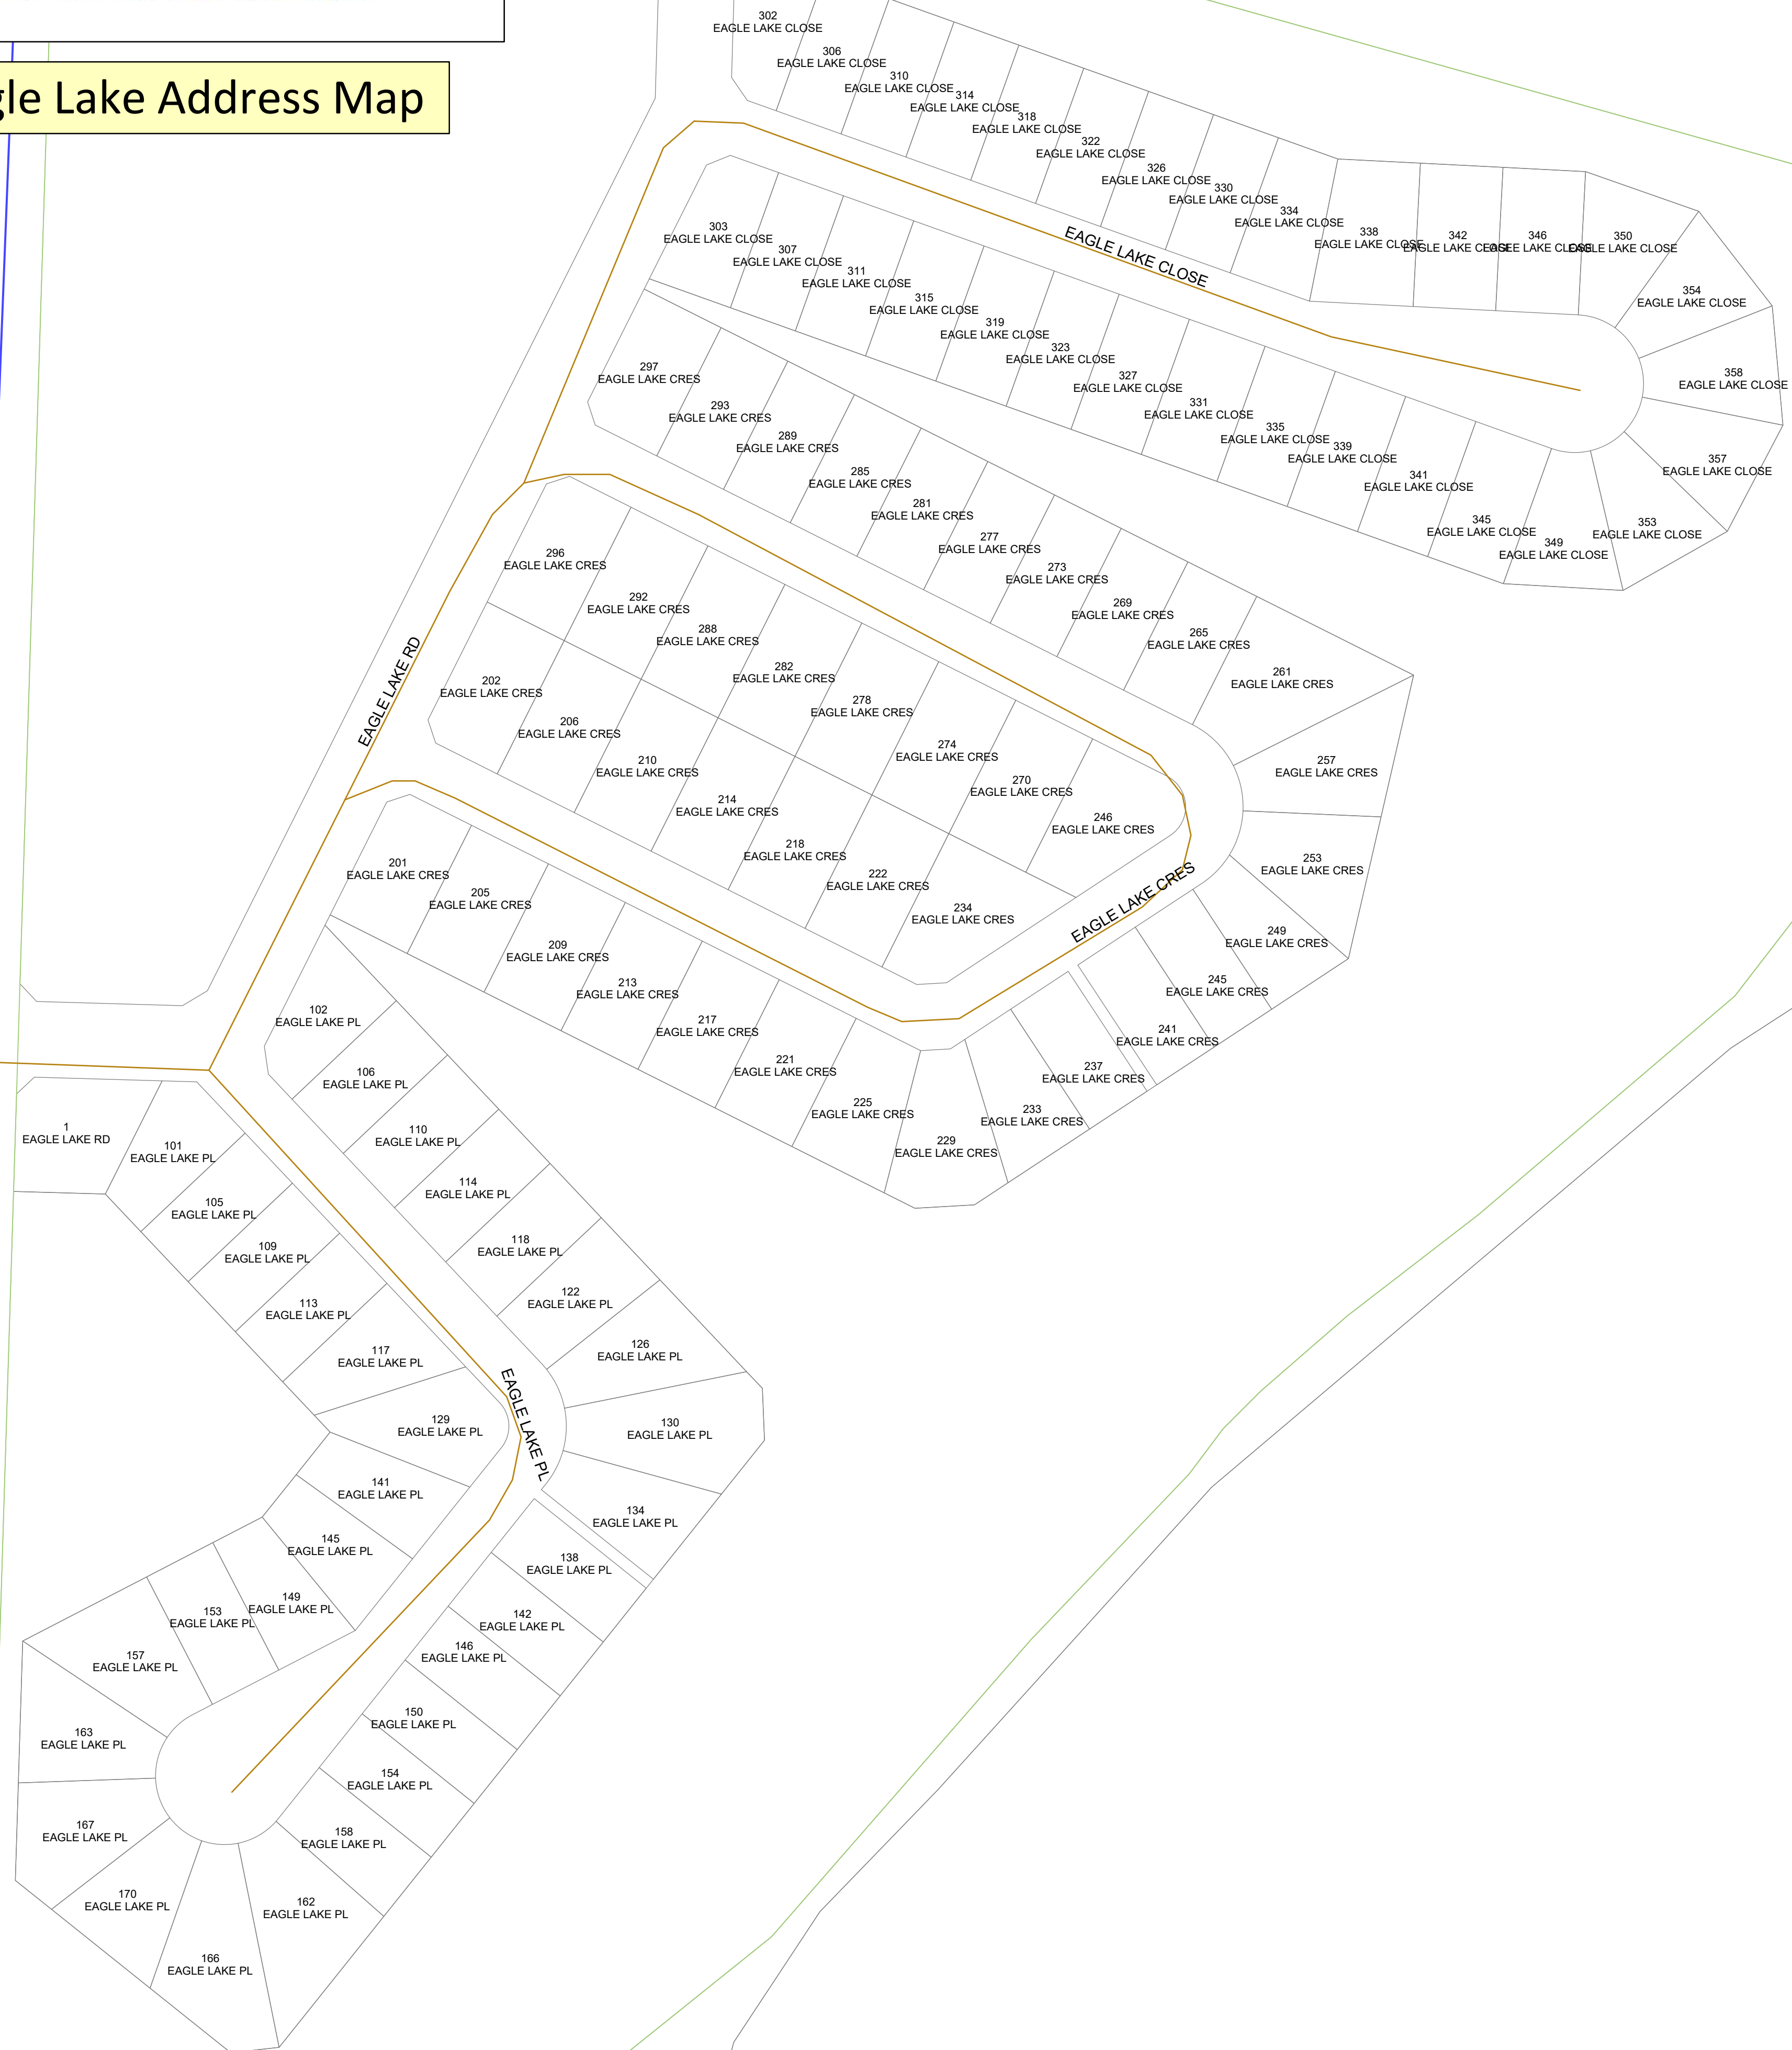 gle Lake Address Map
302
EAGLE LAKE CLOSE
306
EAGLE LAKE CLOSE
310
EAGLE LAKE CLOSE
314
EAGLE LAKE CLOSE
318
EAGLE LAKE CLOSE
322
EAGLE LAKE CLOSE
326
EAGLE LAKE CLOSE
330
EAGLE LAKE CLOSE
334
EAGLE LAKE CLOSE
338
EAGLE LAKE CLOSE
342
EAGLE LAKE CLOSE
346
EAGLE LAKE CLOSE
350
EAGLE LAKE CLOSE
354
EAGLE LAKE CLOSE
358
EAGLE LAKE CLOSE
357
EAGLE LAKE CLOSE
353
EAGLE LAKE CLOSE
349
EAGLE LAKE CLOSE
345
EAGLE LAKE CLOSE
341
EAGLE LAKE CLOSE
339
EAGLE LAKE CLOSE
335
EAGLE LAKE CLOSE
331
EAGLE LAKE CLOSE
327
EAGLE LAKE CLOSE
323
EAGLE LAKE CLOSE
319
EAGLE LAKE CLOSE
315
EAGLE LAKE CLOSE
311
EAGLE LAKE CLOSE
307
EAGLE LAKE CLOSE
303
EAGLE LAKE CLOSE
EAGLE LAKE CLOSE
297
EAGLE LAKE CRES
293
EAGLE LAKE CRES
289
EAGLE LAKE CRES
285
EAGLE LAKE CRES
281
EAGLE LAKE CRES
277
EAGLE LAKE CRES
273
EAGLE LAKE CRES
269
EAGLE LAKE CRES
265
EAGLE LAKE CRES
261
EAGLE LAKE CRES
257
EAGLE LAKE CRES
253
EAGLE LAKE CRES
249
EAGLE LAKE CRES
245
EAGLE LAKE CRES
241
EAGLE LAKE CRES
237
EAGLE LAKE CRES
233
EAGLE LAKE CRES
229
EAGLE LAKE CRES
225
EAGLE LAKE CRES
221
EAGLE LAKE CRES
217
EAGLE LAKE CRES
213
EAGLE LAKE CRES
209
EAGLE LAKE CRES
205
EAGLE LAKE CRES
201
EAGLE LAKE CRES
296
EAGLE LAKE CRES
292
EAGLE LAKE CRES
288
EAGLE LAKE CRES
282
EAGLE LAKE CRES
278
EAGLE LAKE CRES
274
EAGLE LAKE CRES
270
EAGLE LAKE CRES
246
EAGLE LAKE CRES
202
EAGLE LAKE CRES
206
EAGLE LAKE CRES
210
EAGLE LAKE CRES
214
EAGLE LAKE CRES
218
EAGLE LAKE CRES
222
EAGLE LAKE CRES
234
EAGLE LAKE CRES
EAGLE LAKE CRES
EAGLE LAKE RD
1
EAGLE LAKE RD
101
EAGLE LAKE PL
105
EAGLE LAKE PL
109
EAGLE LAKE PL
113
EAGLE LAKE PL
117
EAGLE LAKE PL
129
EAGLE LAKE PL
141
EAGLE LAKE PL
145
EAGLE LAKE PL
149
EAGLE LAKE PL
153
EAGLE LAKE PL
157
EAGLE LAKE PL
163
EAGLE LAKE PL
167
EAGLE LAKE PL
170
EAGLE LAKE PL
166
EAGLE LAKE PL
162
EAGLE LAKE PL
158
EAGLE LAKE PL
154
EAGLE LAKE PL
150
EAGLE LAKE PL
146
EAGLE LAKE PL
142
EAGLE LAKE PL
138
EAGLE LAKE PL
134
EAGLE LAKE PL
130
EAGLE LAKE PL
126
EAGLE LAKE PL
122
EAGLE LAKE PL
118
EAGLE LAKE PL
114
EAGLE LAKE PL
110
EAGLE LAKE PL
106
EAGLE LAKE PL
102
EAGLE LAKE PL
EAGLE LAKE PL